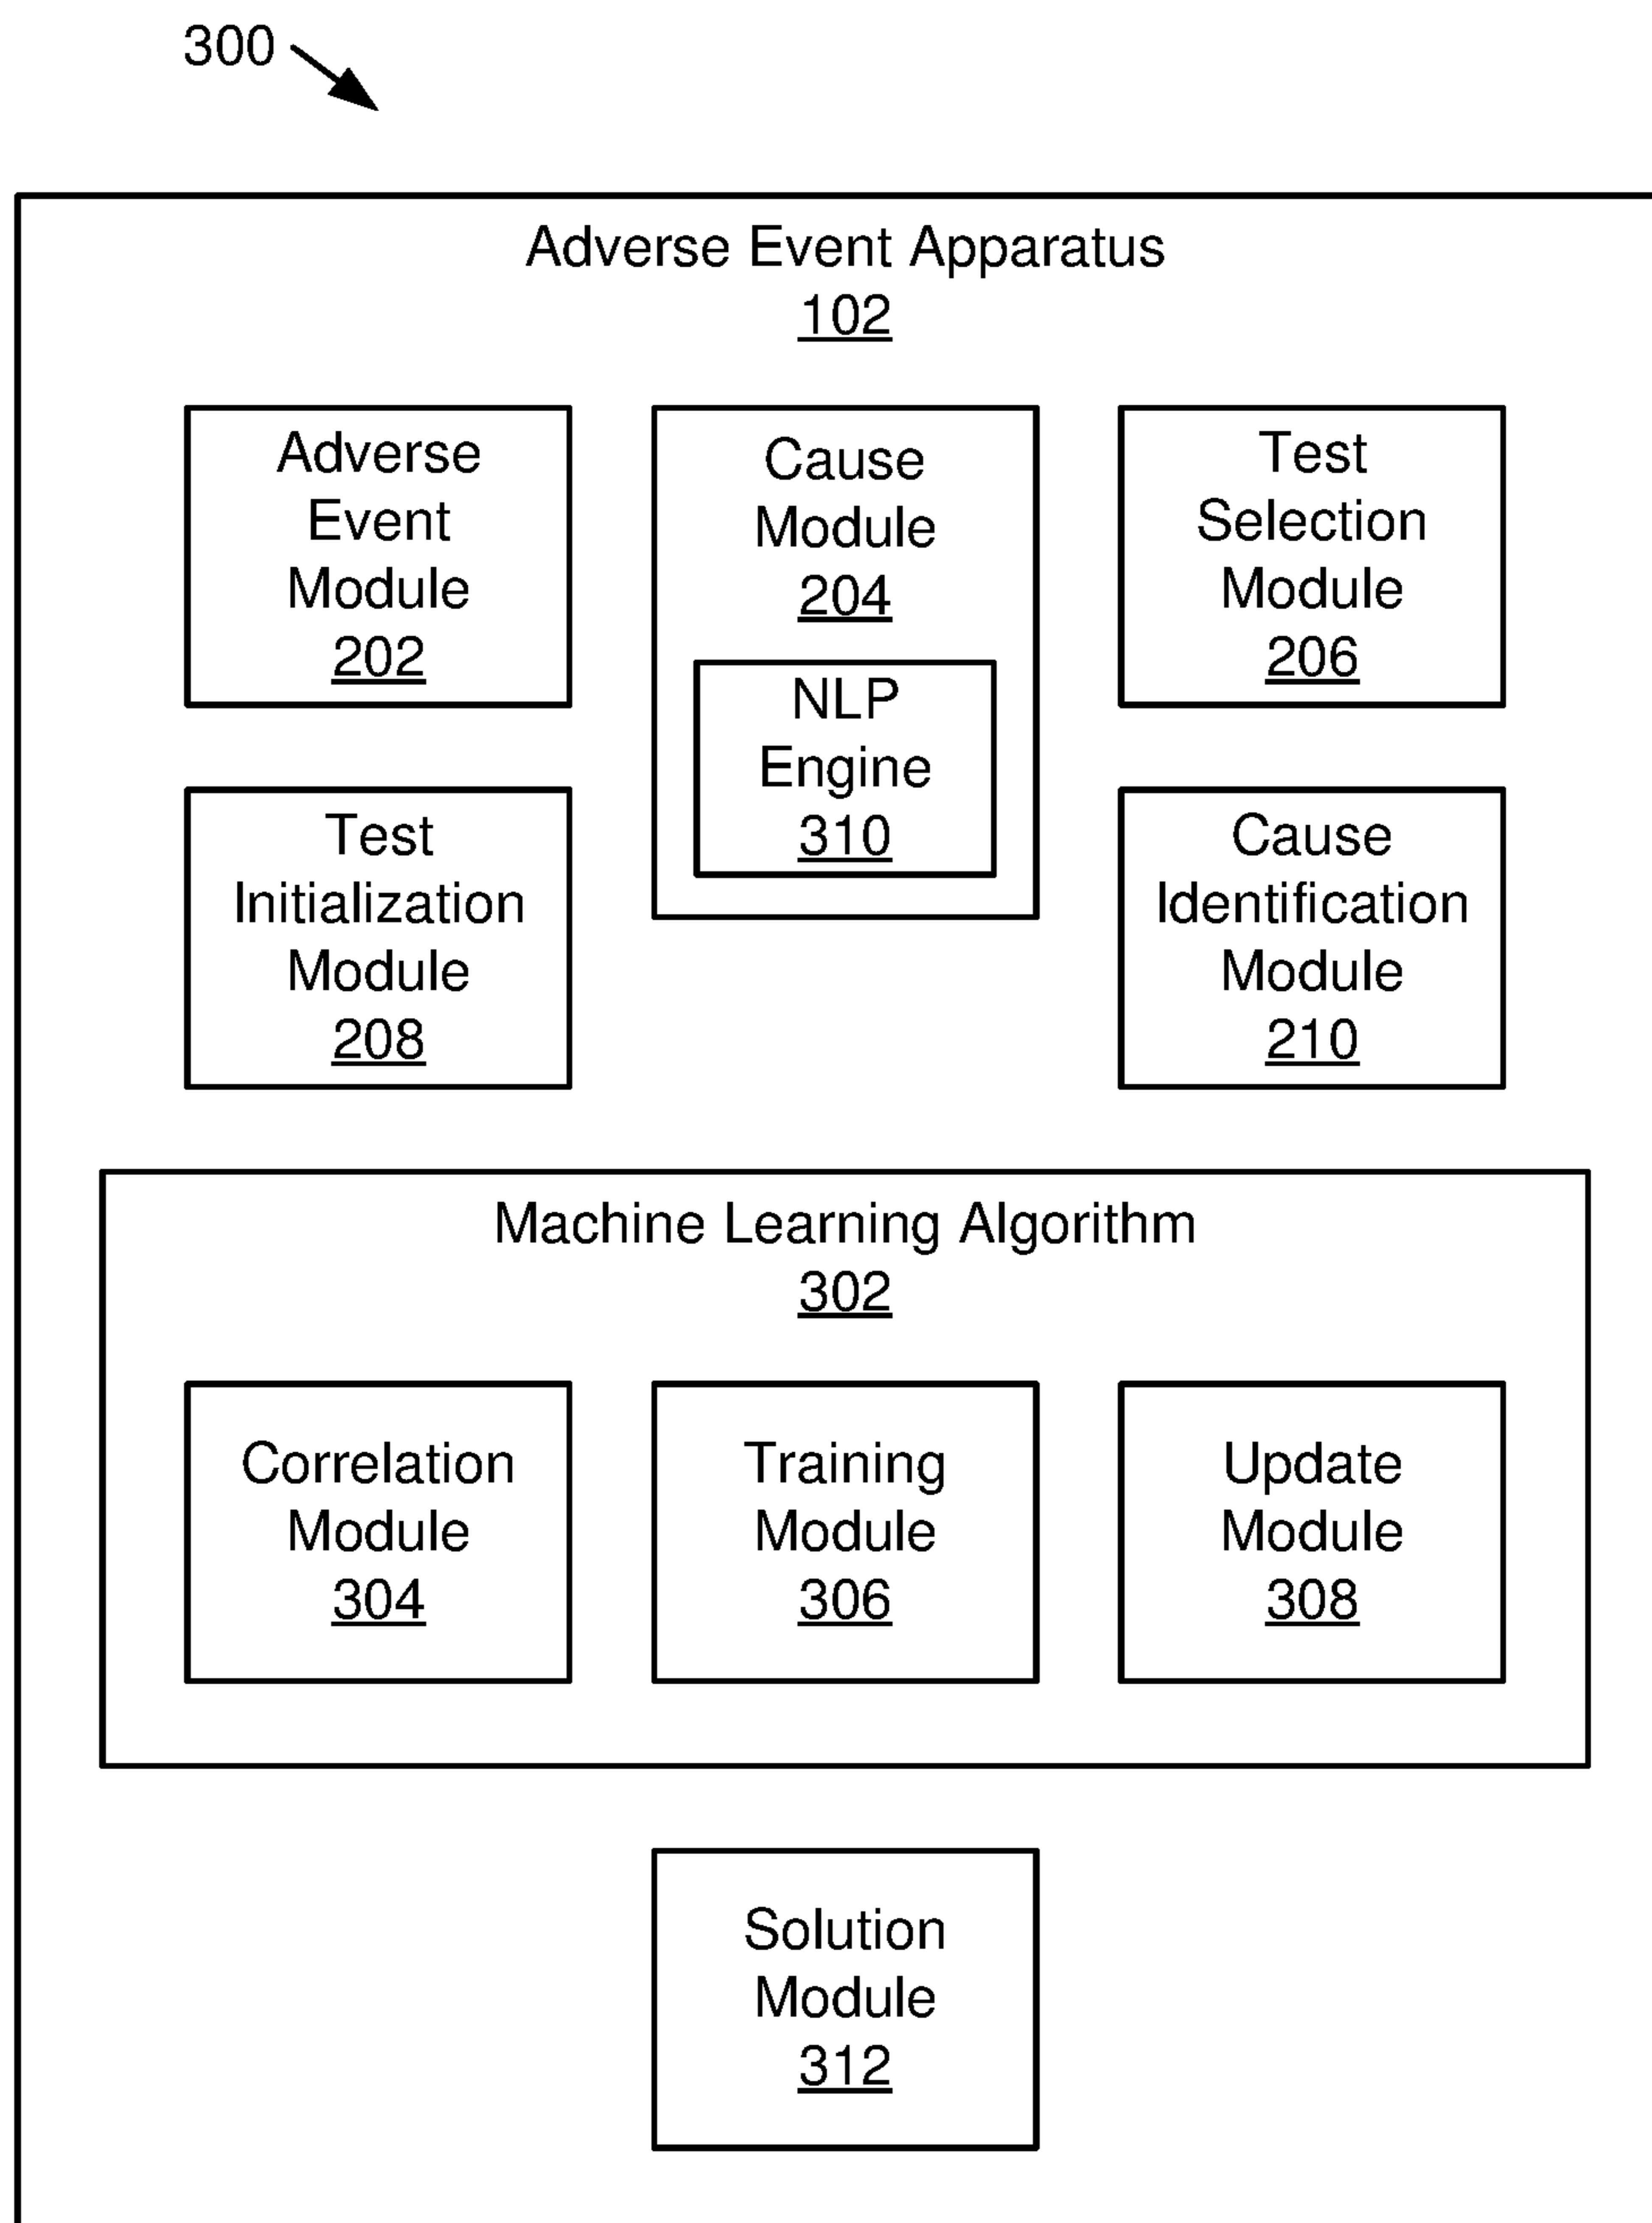 300
Adverse Event Apparatus
102
Adverse
Event
Module
202
Cause
Module
204
NLP
Engine
310
Test
Selection
Module
206
Test
Initialization
Module
208
Cause
Identification
Module
210
Machine Learning Algorithm
302
Correlation
Module
304
Training
Module
306
Update
Module
308
Solution
Module
312